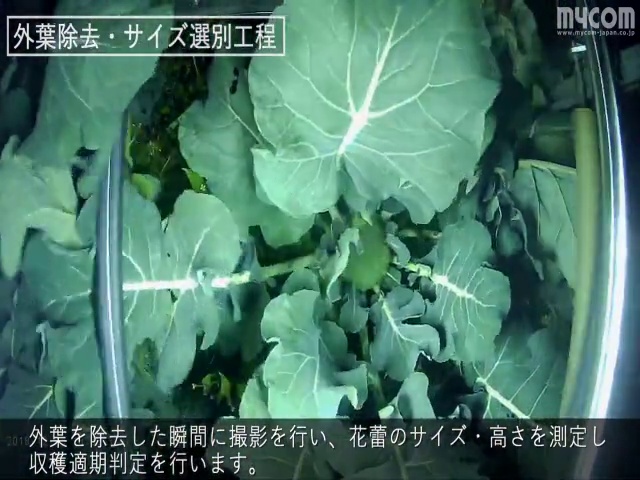 外葉除去・サイズ選別工程
mycom
www.mycom-japan.co.jp
外葉を除去した瞬間に撮影を行い、花蕾のサイズ・高さを測定し
収穫適期判定を行います。